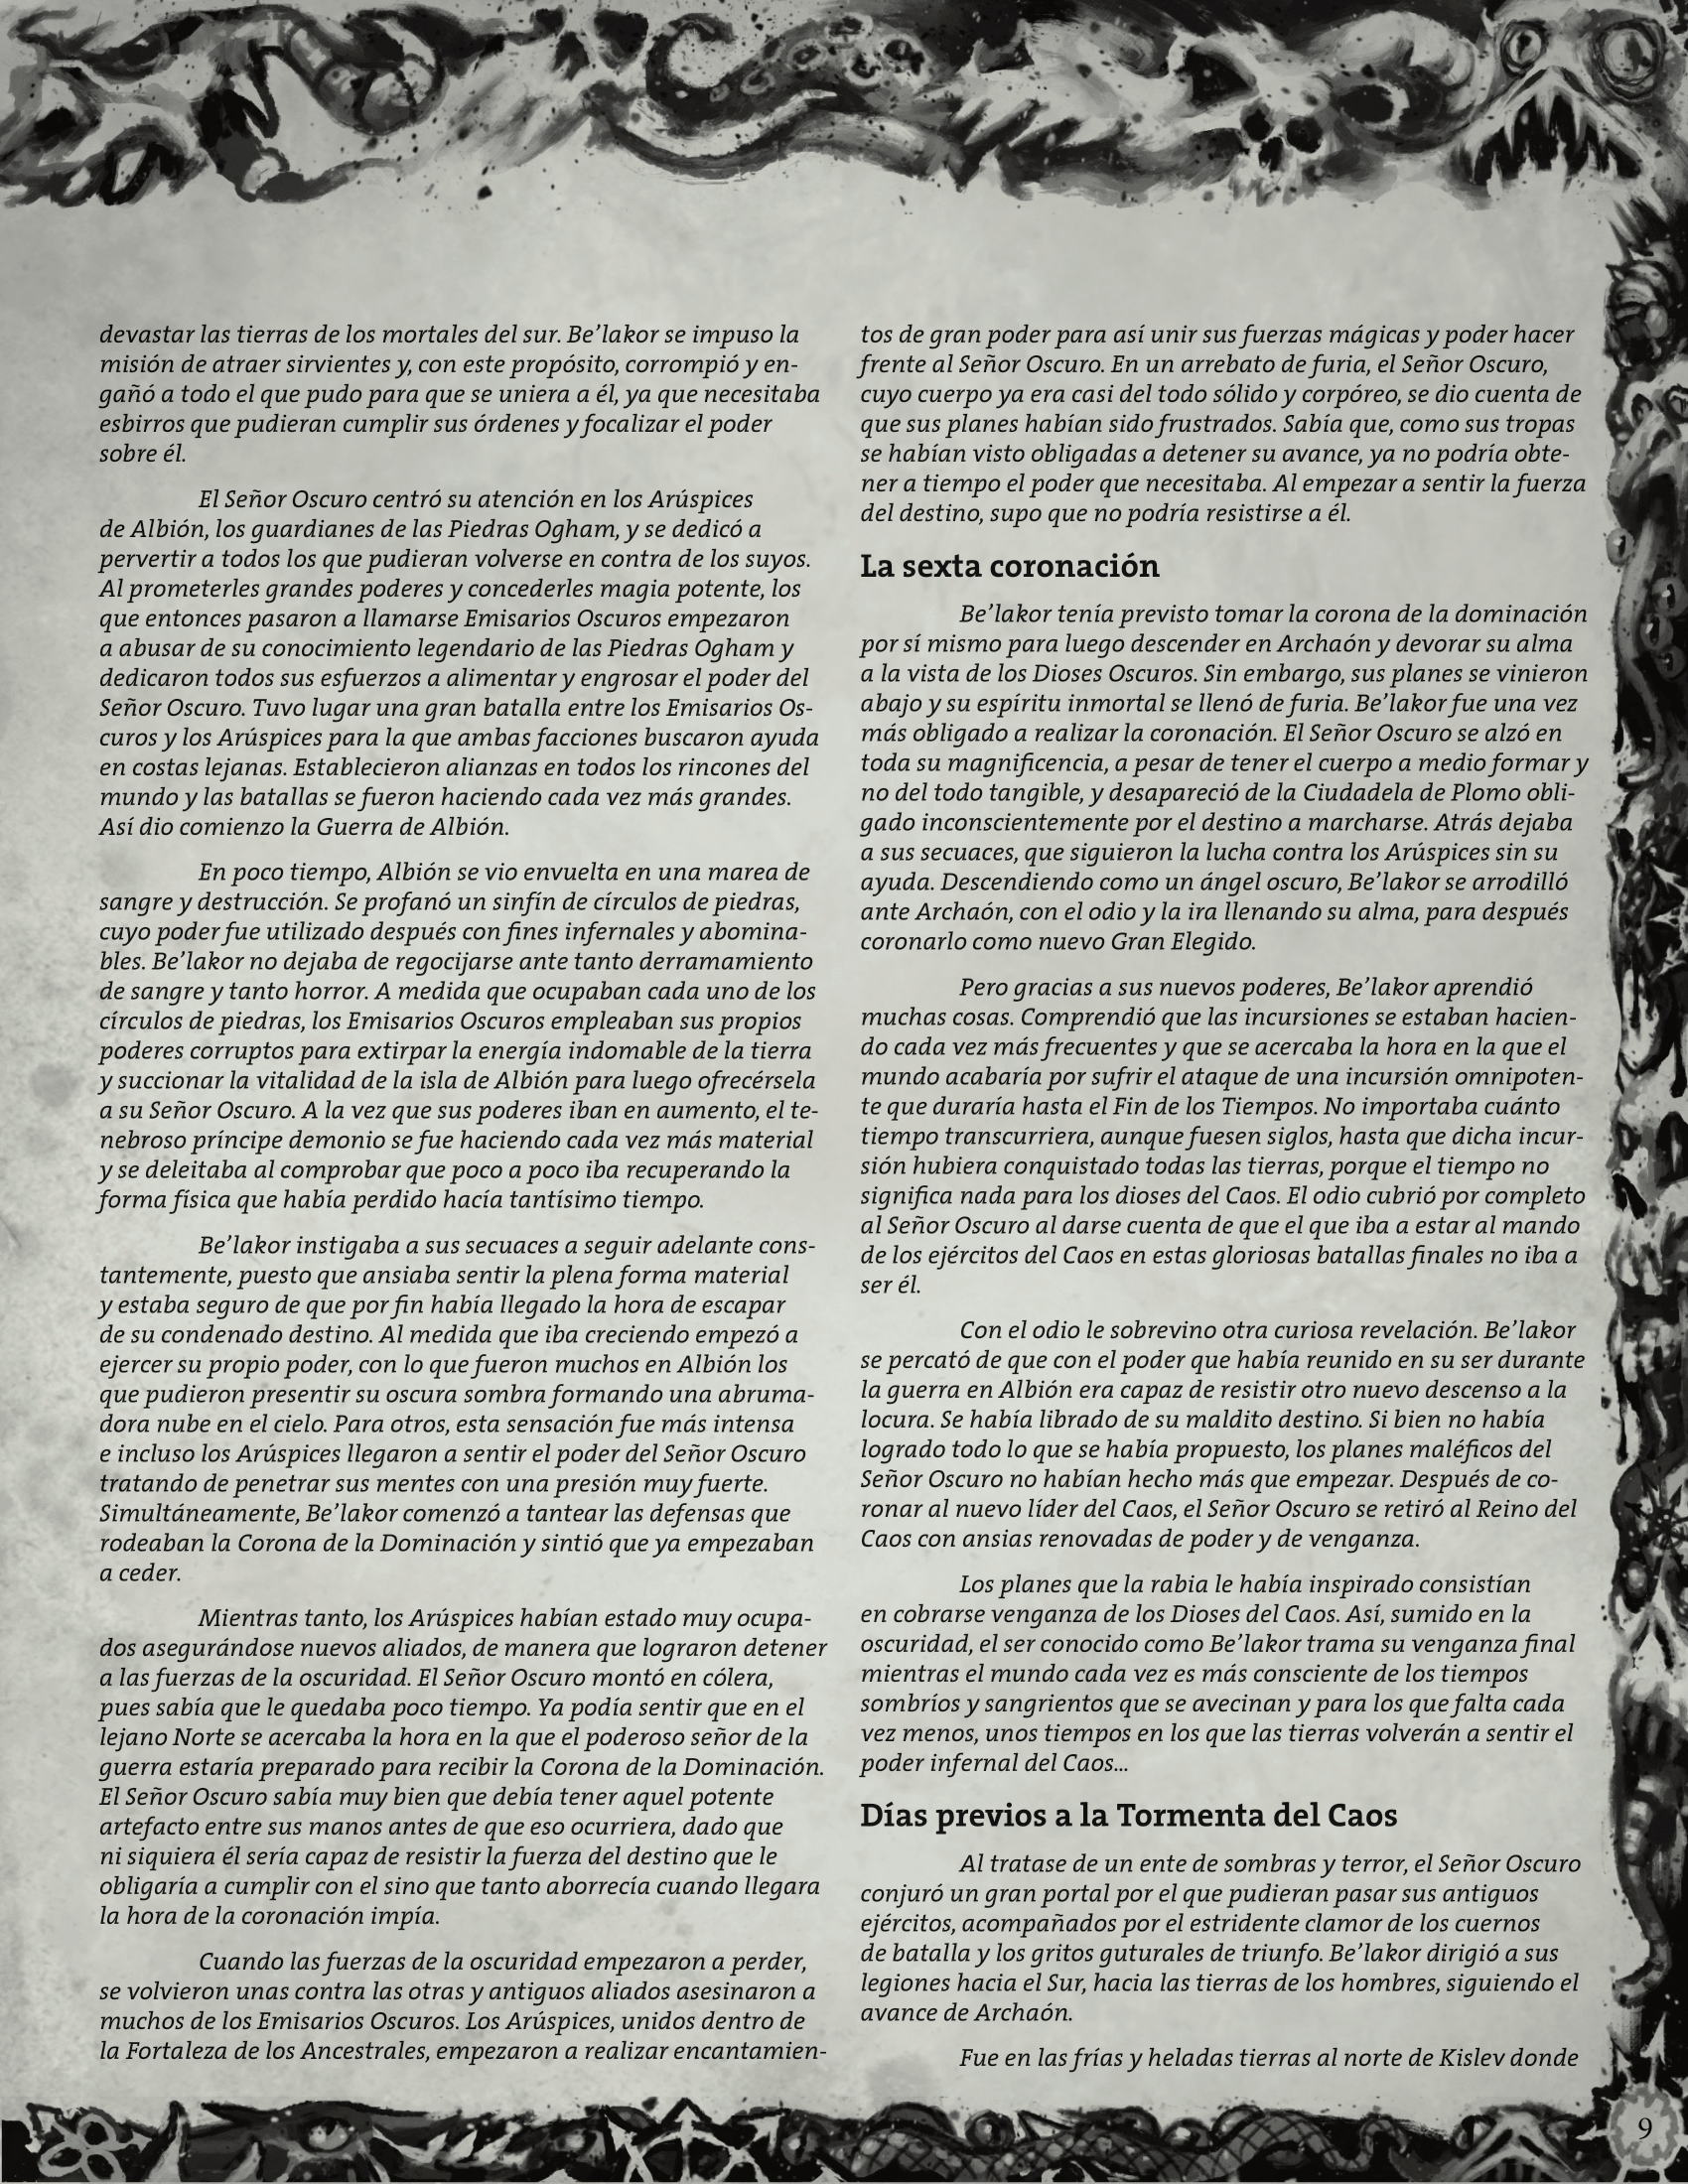 devastar las tierras de los mortales del sur. Be’lakor se impuso la
misión de atraer sirvientes y, con este propósito, corrompió y en-
gañó a todo el que pudo para que se uniera a él, ya que necesitaba
esbirros que pudieran cumplir sus órdenes y focalizar el poder
sobre él.
El Señor Oscuro centró su atención en los Arúspices
de Albión, los guardianes de las Piedras Ogham, y se dedicó a
pervertir a todos los que pudieran volverse en contra de los suyos.
Al prometerles grandes poderes y concederles magia potente, los
que entonces pasaron a llamarse Emisarios Oscuros empezaron
a abusar de su conocimiento legendario de las Piedras Ogham y
dedicaron todos sus esfuerzos a alimentar y engrosar el poder del
Señor Oscuro. Tuvo lugar una gran batalla entre los Emisarios Os-
curos y los Arúspices para la que ambas facciones buscaron ayuda
en costas lejanas. Establecieron alianzas en todos los rincones del
mundo y las batallas se fueron haciendo cada vez más grandes.
Así dio comienzo la Guerra de Albión.
En poco tiempo, Albión se vio envuelta en una marea de
sangre y destrucción. Se profanó un sinfín de círculos de piedras,
cuyo poder fue utilizado después con fines infernales y abomina-
bles. Be’lakor no dejaba de regocijarse ante tanto derramamiento
de sangre y tanto horror. A medida que ocupaban cada uno de los
círculos de piedras, los Emisarios Oscuros empleaban sus propios
poderes corruptos para extirpar la energía indomable de la tierra
y succionar la vitalidad de la isla de Albión para luego ofrecérsela
a su Señor Oscuro. A la vez que sus poderes iban en aumento, el te-
nebroso príncipe demonio se fue haciendo cada vez más material
y se deleitaba al comprobar que poco a poco iba recuperando la
forma física que había perdido hacía tantísimo tiempo.
Be’lakor instigaba a sus secuaces a seguir adelante cons-
tantemente, puesto que ansiaba sentir la plena forma material
y estaba seguro de que por fin había llegado la hora de escapar
de su condenado destino. Al medida que iba creciendo empezó a
ejercer su propio poder, con lo que fueron muchos en Albión los
que pudieron presentir su oscura sombra formando una abruma-
dora nube en el cielo. Para otros, esta sensación fue más intensa
e incluso los Arúspices llegaron a sentir el poder del Señor Oscuro
tratando de penetrar sus mentes con una presión muy fuerte.
Simultáneamente, Be’lakor comenzó a tantear las defensas que
rodeaban la Corona de la Dominación y sintió que ya empezaban
a ceder.
Mientras tanto, los Arúspices habían estado muy ocupa-
dos asegurándose nuevos aliados, de manera que lograron detener
a las fuerzas de la oscuridad. El Señor Oscuro montó en cólera,
pues sabía que le quedaba poco tiempo. Ya podía sentir que en el
lejano Norte se acercaba la hora en la que el poderoso señor de la
guerra estaría preparado para recibir la Corona de la Dominación.
El Señor Oscuro sabía muy bien que debía tener aquel potente
artefacto entre sus manos antes de que eso ocurriera, dado que
ni siquiera él sería capaz de resistir la fuerza del destino que le
obligaría a cumplir con el sino que tanto aborrecía cuando llegara
la hora de la coronación impía.
Cuando las fuerzas de la oscuridad empezaron a perder,
se volvieron unas contra las otras y antiguos aliados asesinaron a
muchos de los Emisarios Oscuros. Los Arúspices, unidos dentro de
la Fortaleza de los Ancestrales, empezaron a realizar encantamien-
tos de gran poder para así unir sus fuerzas mágicas y poder hacer
frente al Señor Oscuro. En un arrebato de furia, el Señor Oscuro,
cuyo cuerpo ya era casi del todo sólido y corpóreo, se dio cuenta de
que sus planes habían sido frustrados. Sabía que, como sus tropas
se habían visto obligadas a detener su avance, ya no podría obte-
ner a tiempo el poder que necesitaba. Al empezar a sentir la fuerza
del destino, supo que no podría resistirse a él.
La sexta coronación
Be’lakor tenía previsto tomar la corona de la dominación
por sí mismo para luego descender en Archaón y devorar su alma
a la vista de los Dioses Oscuros. Sin embargo, sus planes se vinieron
abajo y su espíritu inmortal se llenó de furia. Be’lakor fue una vez
más obligado a realizar la coronación. El Señor Oscuro se alzó en
toda su magnificencia, a pesar de tener el cuerpo a medio formar y
no del todo tangible, y desapareció de la Ciudadela de Plomo obli-
gado inconscientemente por el destino a marcharse. Atrás dejaba
a sus secuaces, que siguieron la lucha contra los Arúspices sin su
ayuda. Descendiendo como un ángel oscuro, Be’lakor se arrodilló
ante Archaón, con el odio y la ira llenando su alma, para después
coronarlo como nuevo Gran Elegido.
Pero gracias a sus nuevos poderes, Be’lakor aprendió
muchas cosas. Comprendió que las incursiones se estaban hacien-
do cada vez más frecuentes y que se acercaba la hora en la que el
mundo acabaría por sufrir el ataque de una incursión omnipoten-
te que duraría hasta el Fin de los Tiempos. No importaba cuánto
tiempo transcurriera, aunque fuesen siglos, hasta que dicha incur-
sión hubiera conquistado todas las tierras, porque el tiempo no
significa nada para los dioses del Caos. El odio cubrió por completo
al Señor Oscuro al darse cuenta de que el que iba a estar al mando
de los ejércitos del Caos en estas gloriosas batallas finales no iba a
ser él.
Con el odio le sobrevino otra curiosa revelación. Be’lakor
se percató de que con el poder que había reunido en su ser durante
la guerra en Albión era capaz de resistir otro nuevo descenso a la
locura. Se había librado de su maldito destino. Si bien no había
logrado todo lo que se había propuesto, los planes maléficos del
Señor Oscuro no habían hecho más que empezar. Después de co-
ronar al nuevo líder del Caos, el Señor Oscuro se retiró al Reino del
Caos con ansias renovadas de poder y de venganza.
Los planes que la rabia le había inspirado consistían
en cobrarse venganza de los Dioses del Caos. Así, sumido en la
oscuridad, el ser conocido como Be’lakor trama su venganza final
mientras el mundo cada vez es más consciente de los tiempos
sombríos y sangrientos que se avecinan y para los que falta cada
vez menos, unos tiempos en los que las tierras volverán a sentir el
poder infernal del Caos...
Días previos a la Tormenta del Caos
Al tratase de un ente de sombras y terror, el Señor Oscuro
conjuró un gran portal por el que pudieran pasar sus antiguos
ejércitos, acompañados por el estridente clamor de los cuernos
de batalla y los gritos guturales de triunfo. Be’lakor dirigió a sus
legiones hacia el Sur, hacia las tierras de los hombres, siguiendo el
avance de Archaón.
Fue en las frías y heladas tierras al norte de Kislev donde
9